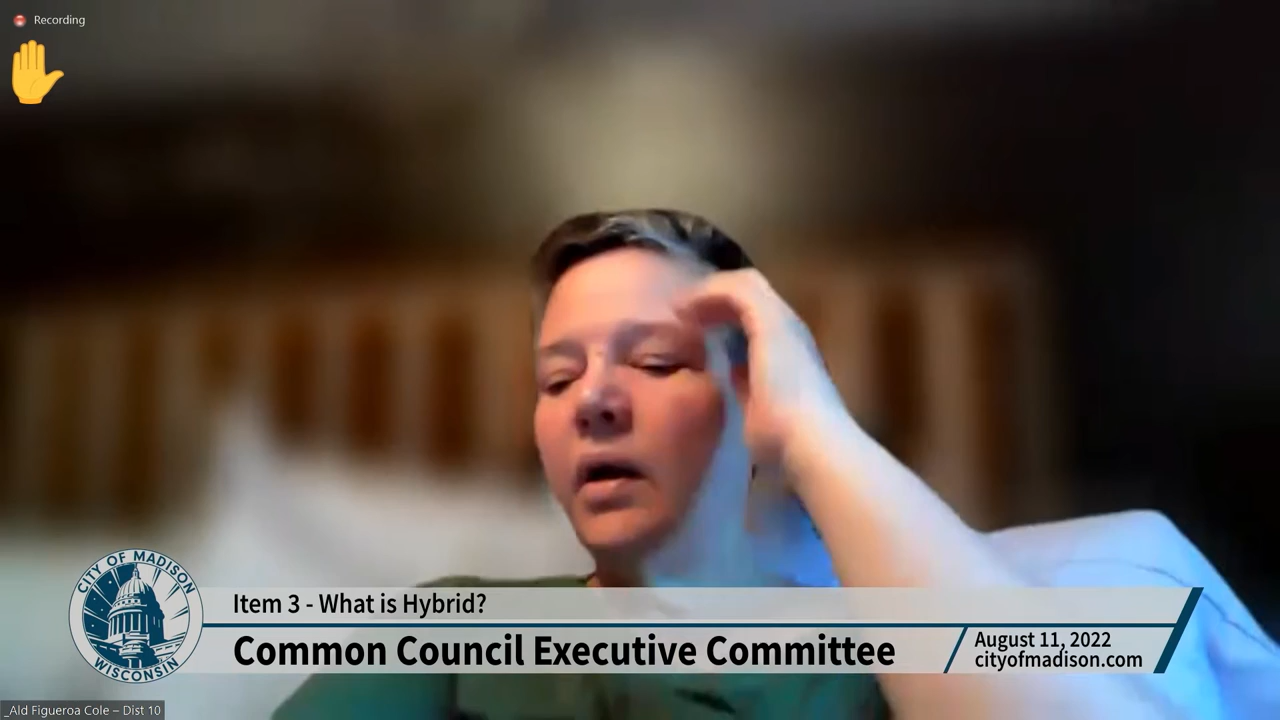 Recording
CITY OF MADISON
WISCONSIN
Item 3 - What is Hybrid?
Common Council Executive Committee
August 11, 2022
cityofmadison.com
_Ald Figueroa Cole – Dist 10